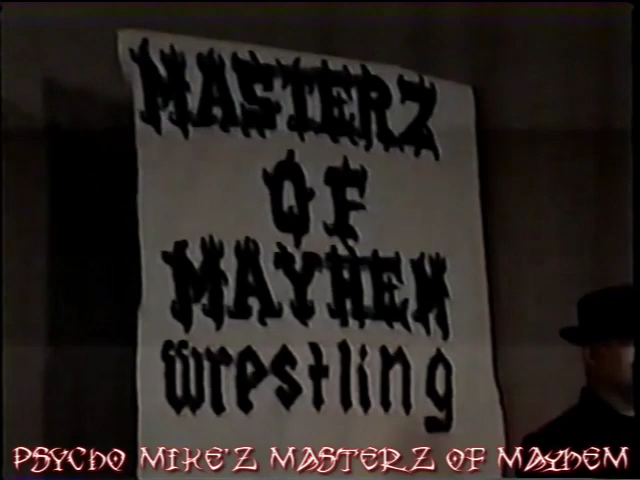 MASTERZ
OF
MAYHEM
wrestling
PSYCHO MIKE'Z MASTERZ OF MAYHEM